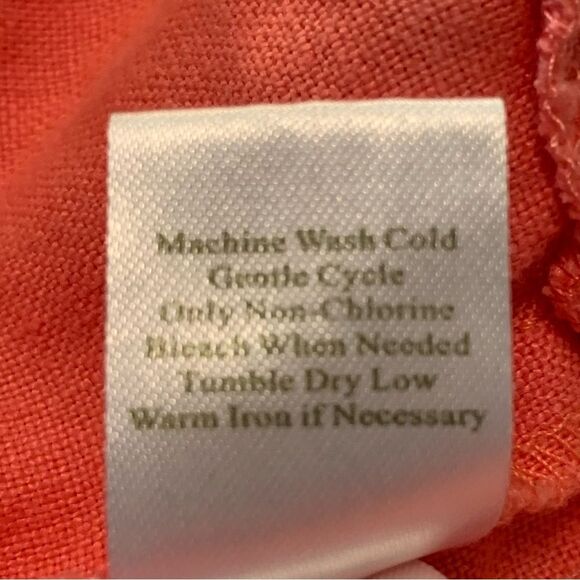 Machine Wash Cold
Gentle Cycle
Only Non-Chlorine
Bleach When Needed
Tumble Dry Low
Warm Iron if Necessary